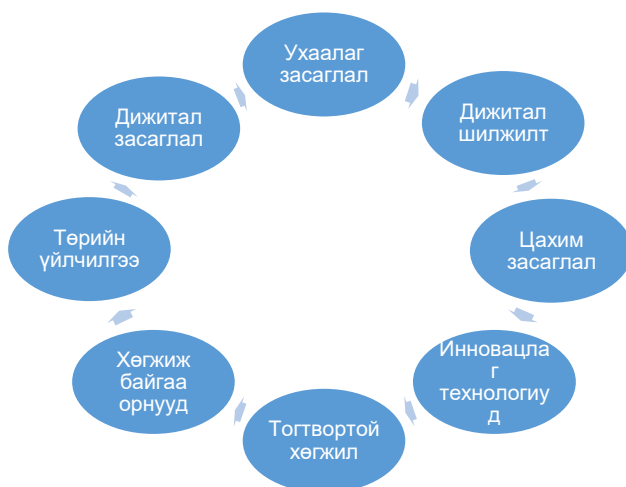 Ухаалаг
засаглал
Дижитал
шилжилт
Цахим
засаглал
Инновацла
г
технологиу
д
Тогтвортой
хөгжил
Хөгжиж
байгаа
орнууд
Төрийн
үйлчилгээ
Дижитал
засаглал